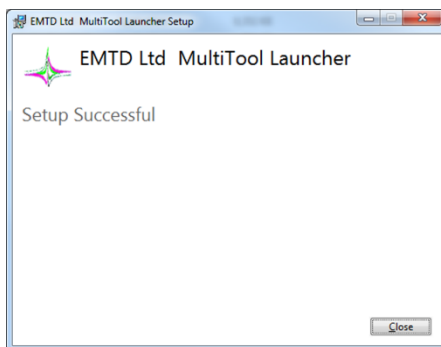 EMTD Ltd MultiTool Launcher Setup
EMTD Ltd MultiTool Launcher
Setup Successful
Close